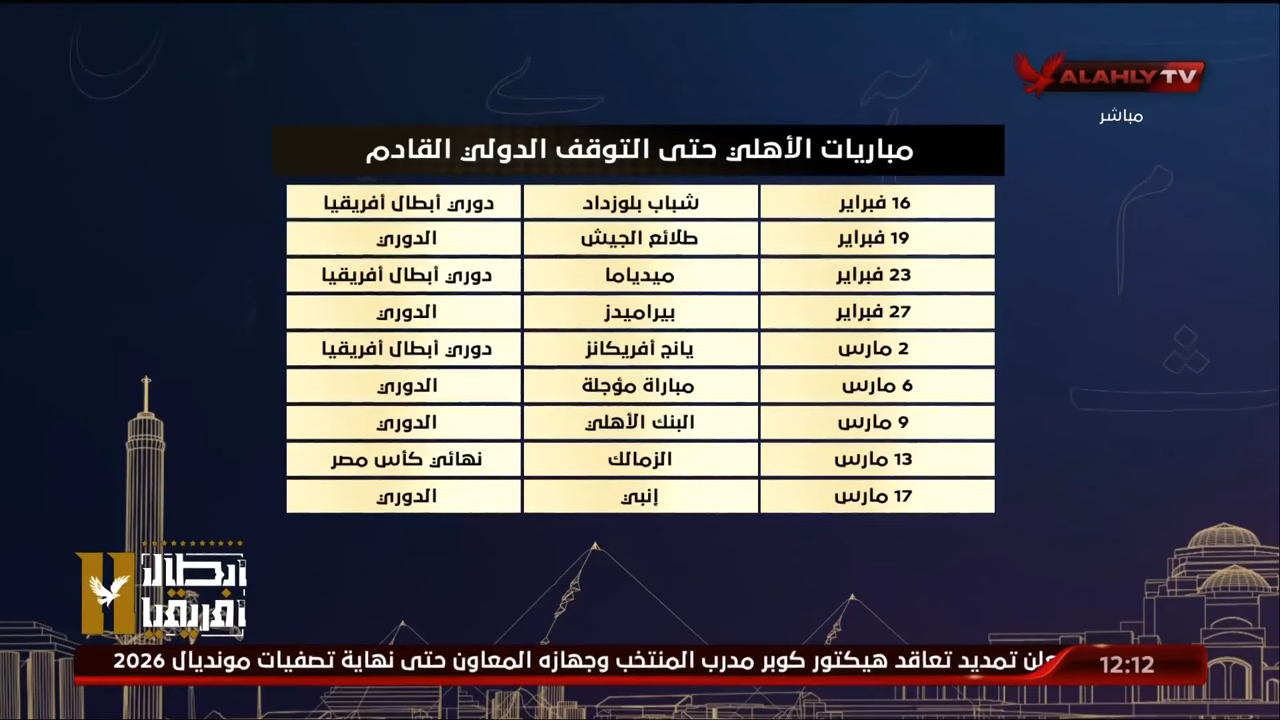 ALAHLY TV
مباشر
مباريات الأهلي حتى التوقف الدولي القادم
16 فبراير شباب بلوزداد دوري أبطال أفريقيا
19 فبراير طلائع الجيش الدوري
23 فبراير ميدياما دوري أبطال أفريقيا
27 فبراير بيراميدز الدوري
2 مارس يانج أفريكانز دوري أبطال أفريقيا
6 مارس مباراة مؤجلة الدوري
9 مارس البنك الأهلي الدوري
13 مارس الزمالك نهائي كأس مصر
17 مارس إنبي الدوري
11 أبطال
أفريقيا
12:12 تمديد تعاقد هيكتور كوبر مدرب المنتخب وجهازه المعاون حتى نهاية تصفيات مونديال 2026